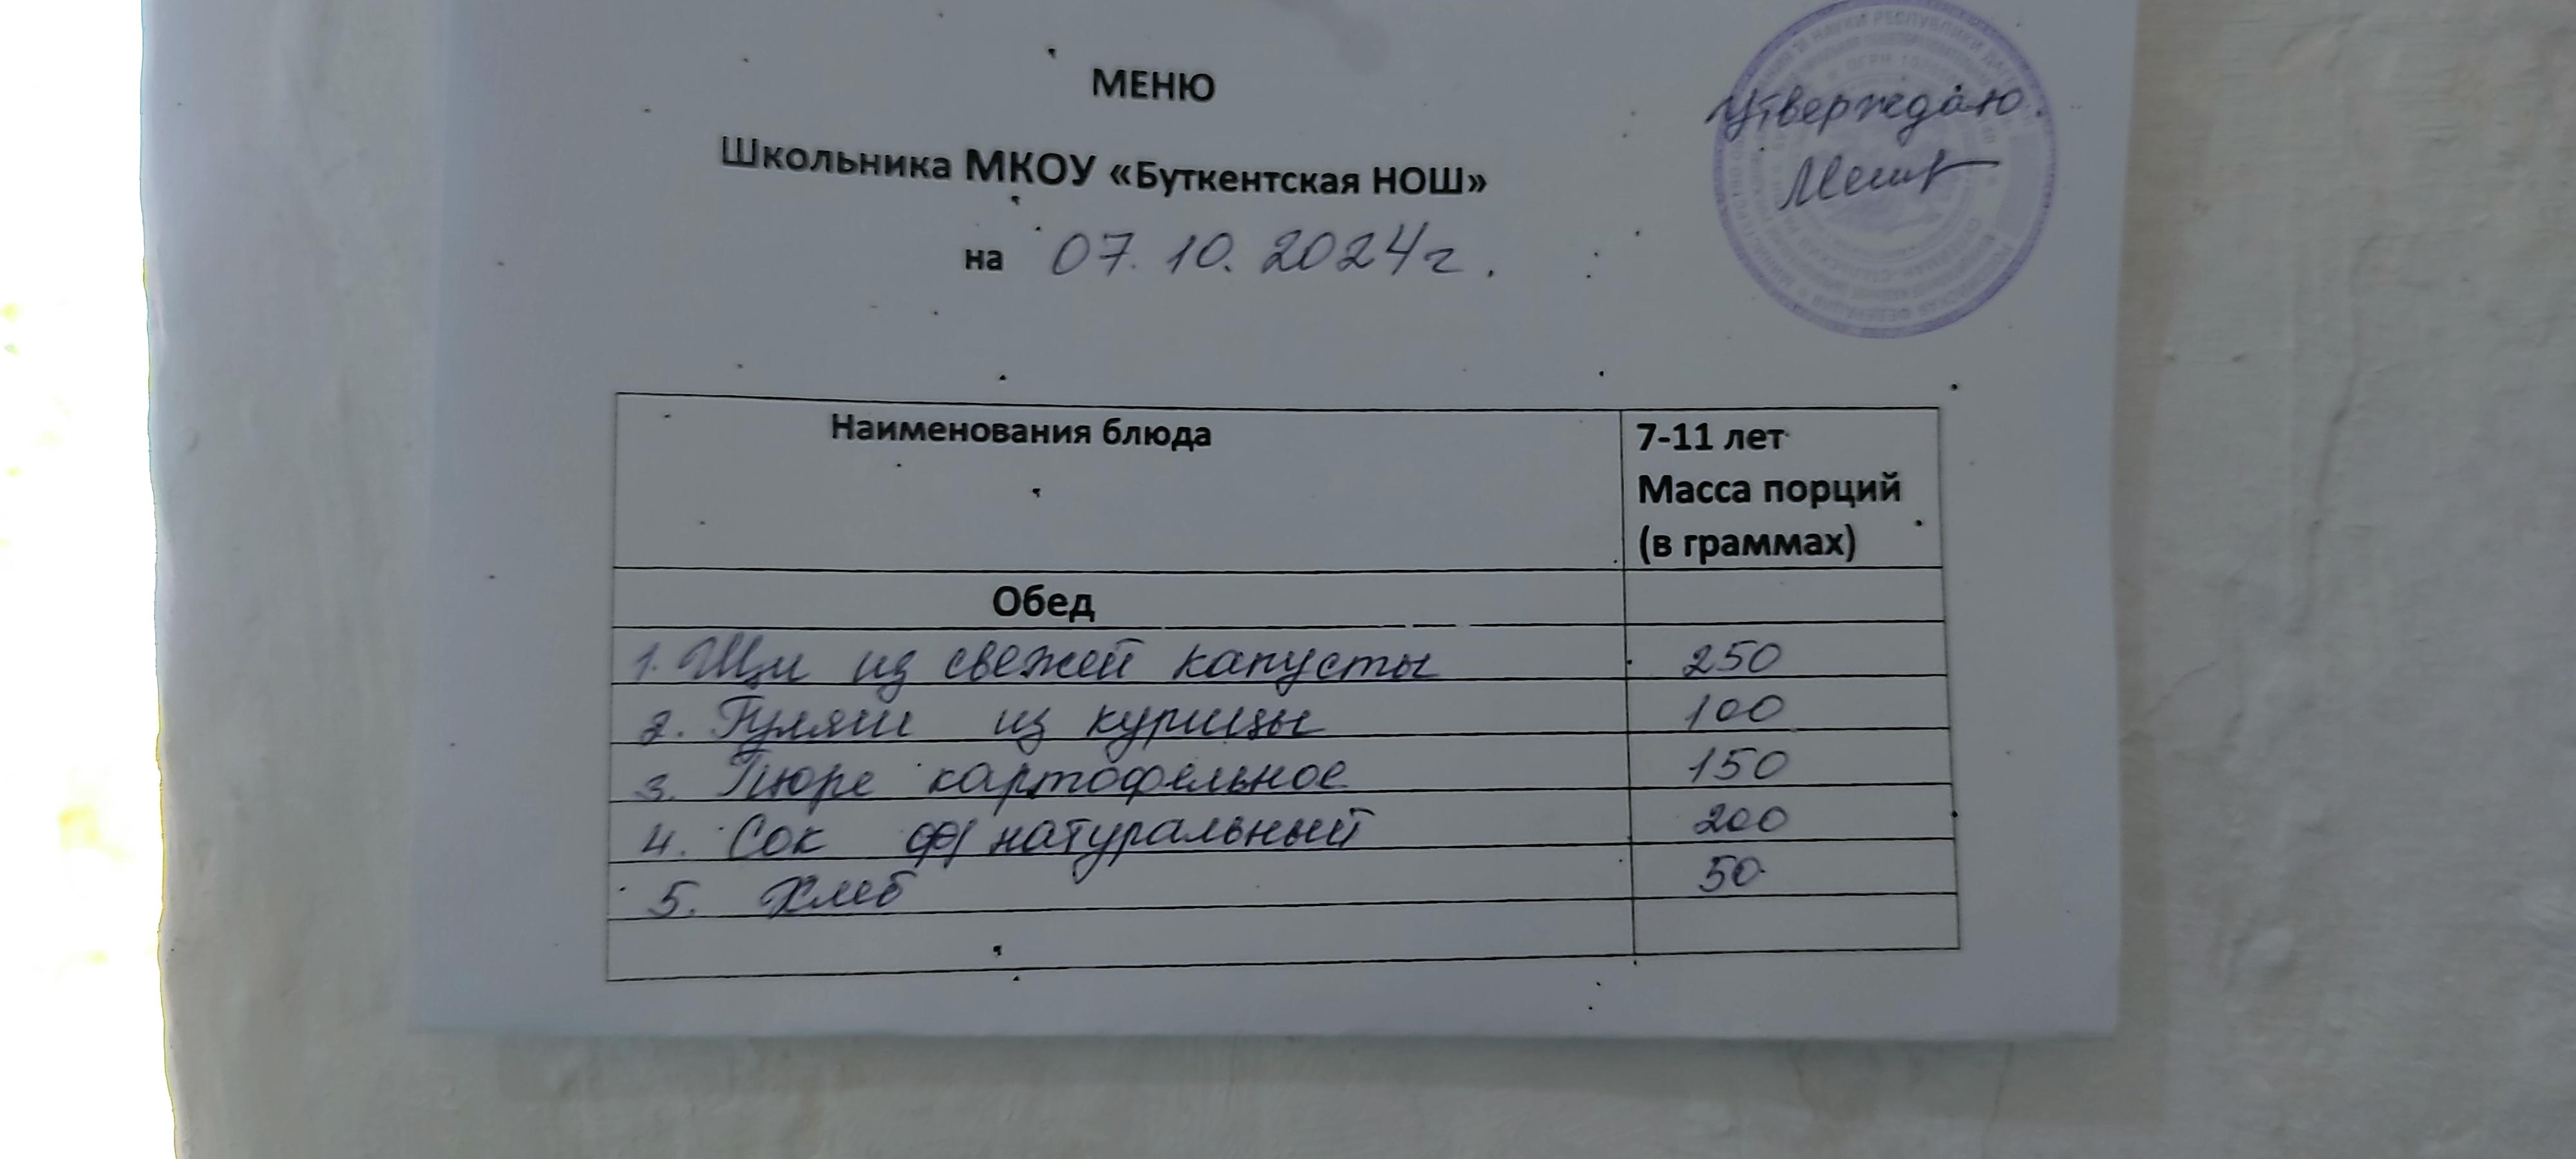 МЕНЮ
Утверждаю.
Школьника МКОУ «Буткентская НОШ»
на 07.10.2024г.
Наименования блюда
7-11 лет
Масса порций
(в граммах)
Обед
1. Щи из свежей капусты 250
2. Гуляш из курицы 100
3. Пюре картофельное 150
4. Сок фр/натуральный 200
5. Хлеб 50